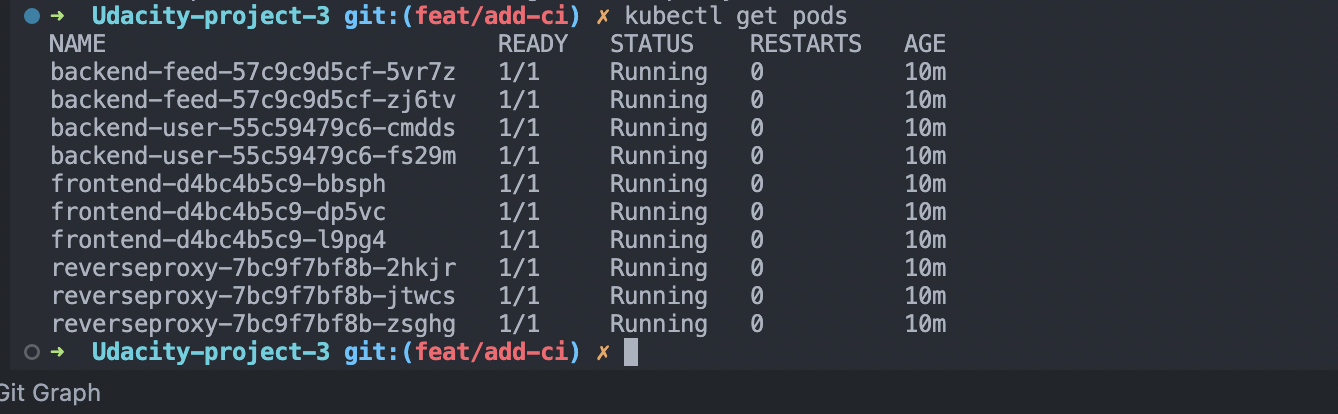 ➜ Udacity-project-3 git:(feat/add-ci) ✗ kubectl get pods
NAME READY STATUS RESTARTS AGE
backend-feed-57c9c9d5cf-5vr7z 1/1 Running 0 10m
backend-feed-57c9c9d5cf-zj6tv 1/1 Running 0 10m
backend-user-55c59479c6-cmdds 1/1 Running 0 10m
backend-user-55c59479c6-fs29m 1/1 Running 0 10m
frontend-d4bc4b5c9-bbsph 1/1 Running 0 10m
frontend-d4bc4b5c9-dp5vc 1/1 Running 0 10m
frontend-d4bc4b5c9-l9pg4 1/1 Running 0 10m
reverseproxy-7bc9f7bf8b-2hkjr 1/1 Running 0 10m
reverseproxy-7bc9f7bf8b-jtwcs 1/1 Running 0 10m
reverseproxy-7bc9f7bf8b-zsghg 1/1 Running 0 10m
➜ Udacity-project-3 git:(feat/add-ci) ✗
Git Graph